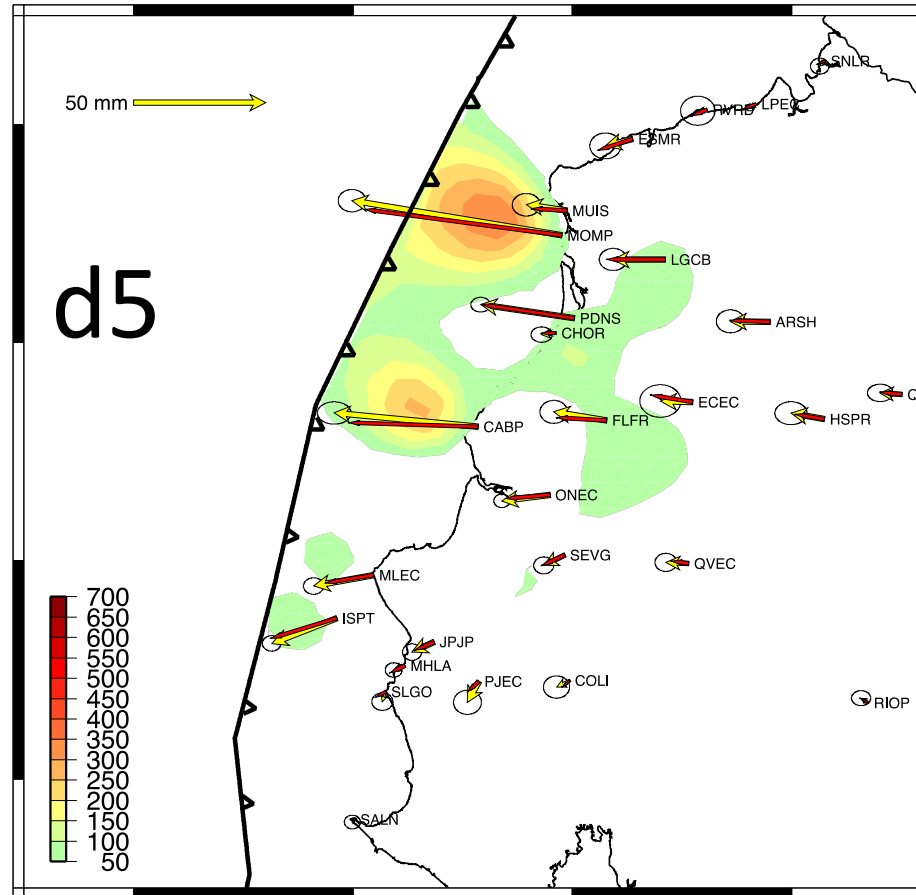 SNLR
50 mm
LPEC
RVRD
ESMR
MUIS
MOMP
LGCB
d5
PDNS
ARSH
CHOR
Q
ECEC
HSPR
FLFR
CABP
ONEC
SEVG
QVEC
MLEC
700
650
600
550
500
450
400
350
300
250
200
150
100
50
ISPT
JPJP
MHLA
PJEC
COLI
SLGO
RIOP
SALN